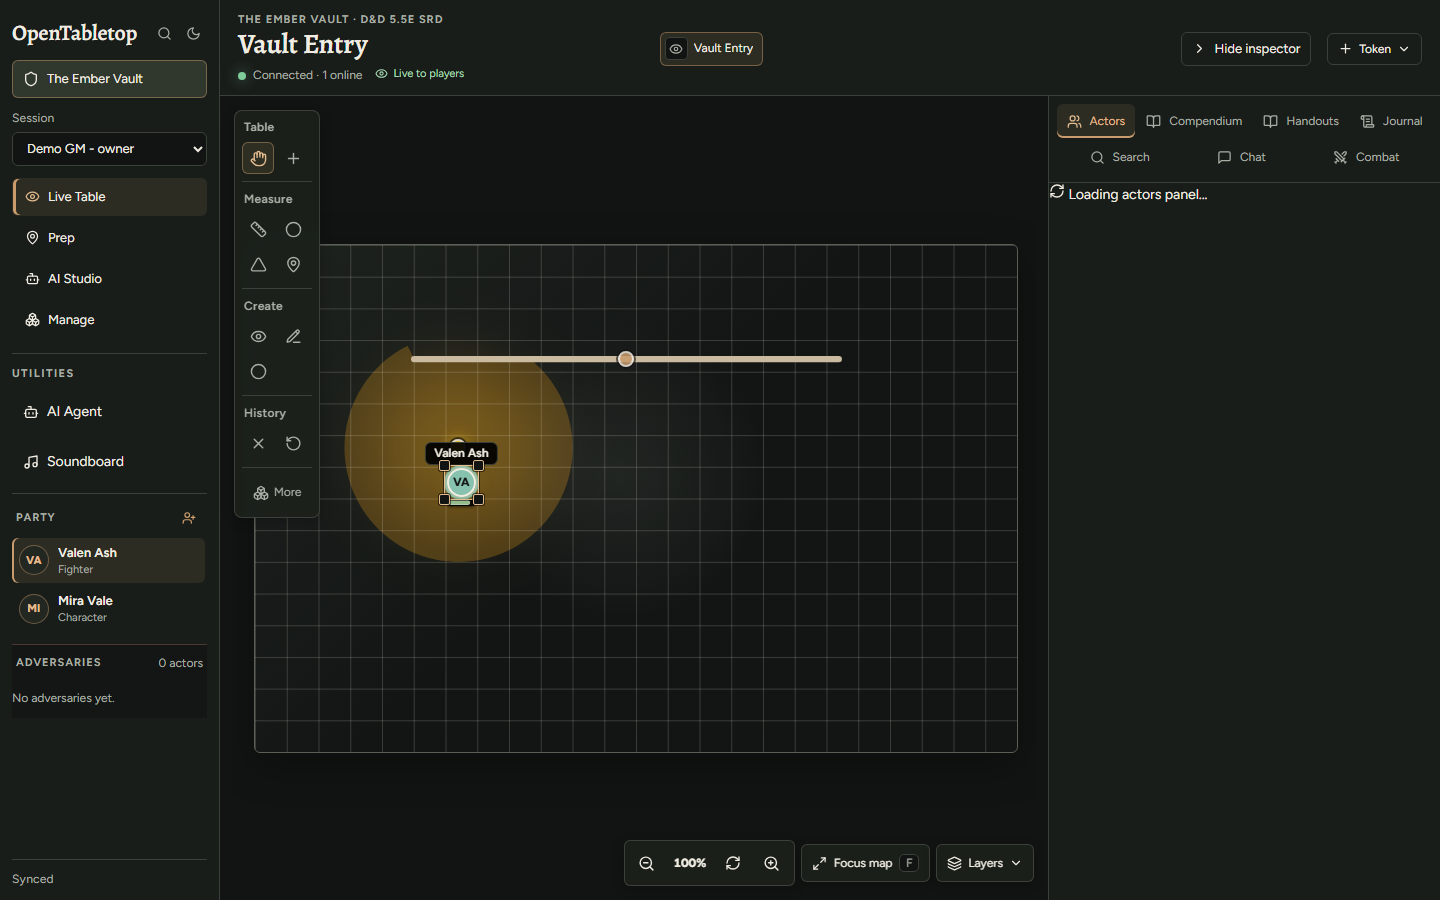 OpenTabletop
The Ember Vault
Session
Demo GM - owner
Live Table
Prep
AI Studio
Manage
UTILITIES
AI Agent
Soundboard
PARTY
VA
Valen Ash
Fighter
MI
Mira Vale
Character
ADVERSARIES
0 actors
No adversaries yet.
Synced
THE EMBER VAULT · D&D 5.5E SRD
Vault Entry
Connected · 1 online
Live to players
Vault Entry
Hide inspector
Token
Table
Measure
Create
History
More
Valen Ash
VA
100%
Focus map
F
Layers
Actors
Compendium
Handouts
Journal
Search
Chat
Combat
Loading actors panel...